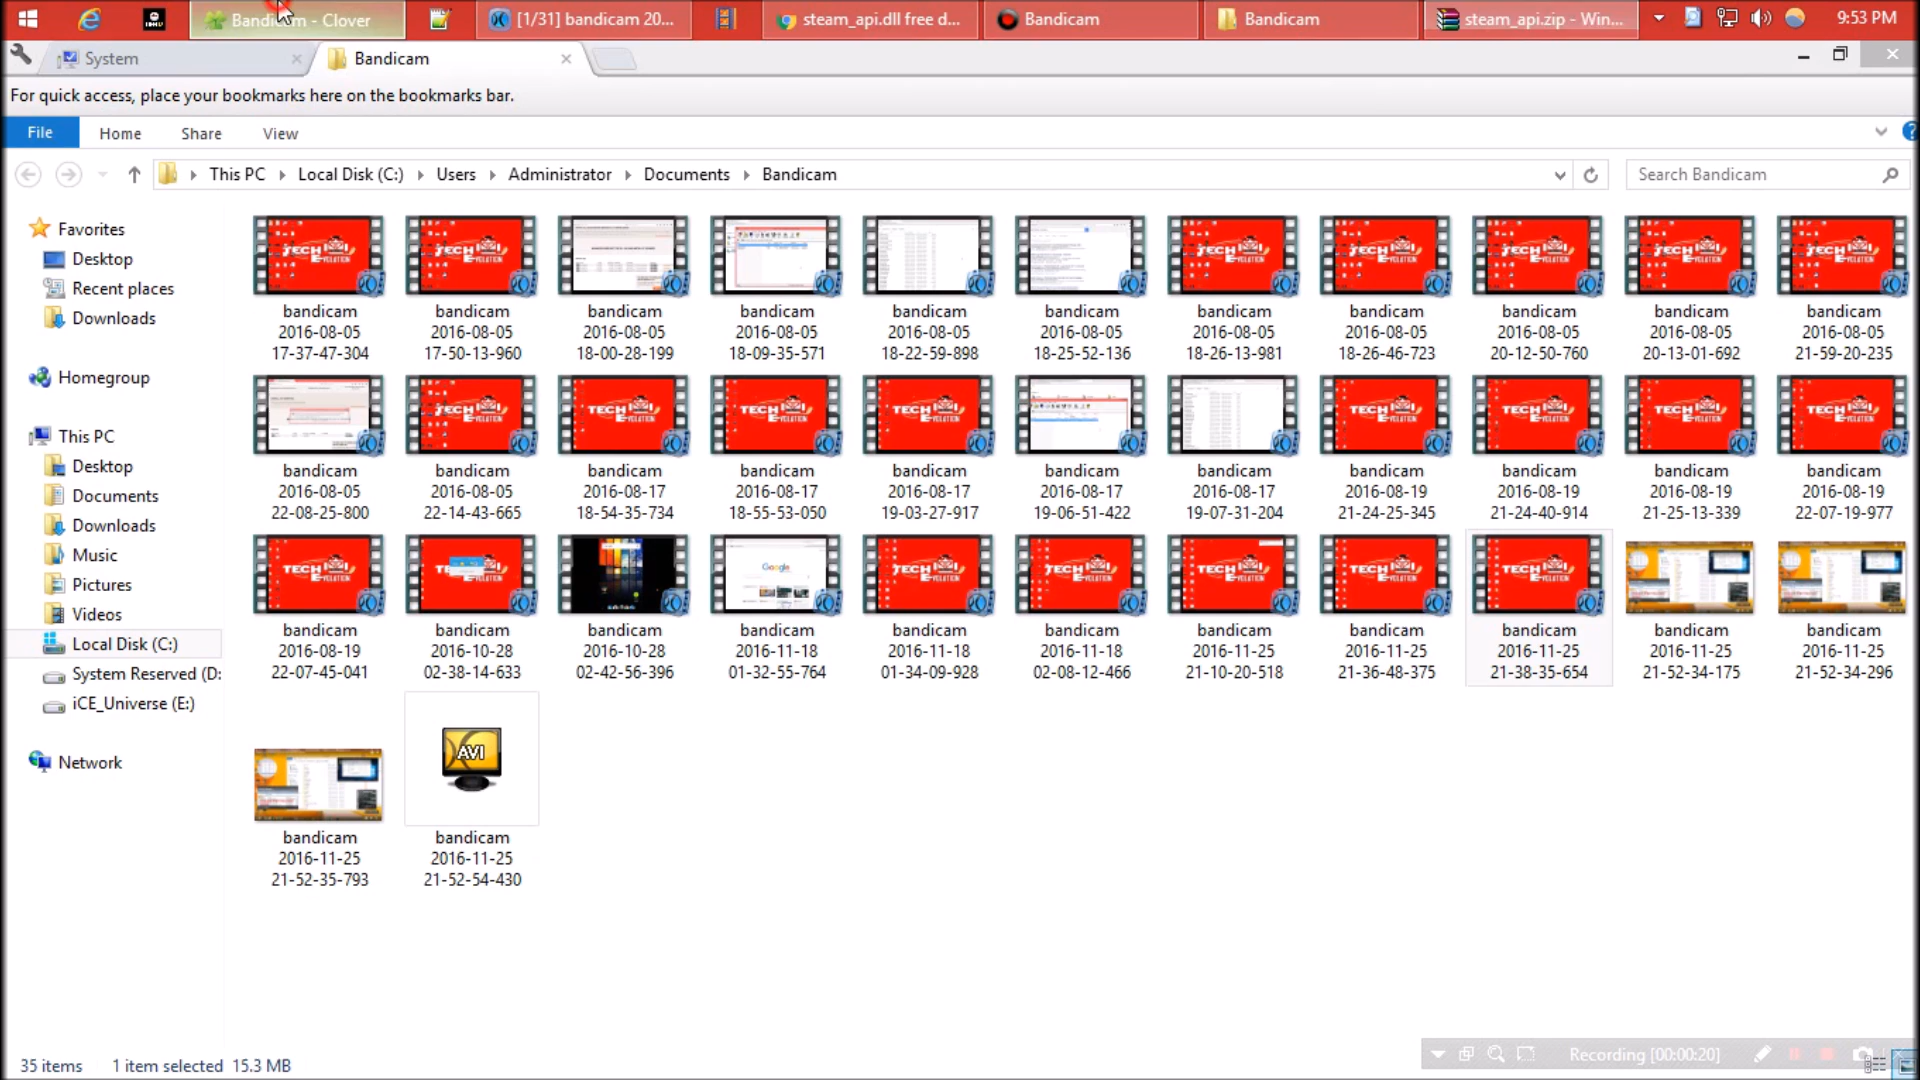 Bandicam - Clover
[1/31] bandicam 20...
steam_api.dll free d...
Bandicam
Bandicam
steam_api.zip - Win...
9:53 PM
System
Bandicam
For quick access, place your bookmarks here on the bookmarks bar.
File
Home
Share
View
This PC
Local Disk (C:)
Users
Administrator
Documents
Bandicam
Search Bandicam
Favorites
Desktop
Recent places
Downloads
Homegroup
This PC
Desktop
Documents
Downloads
Music
Pictures
Videos
Local Disk (C:)
System Reserved (D:
iCE_Universe (E:)
Network
bandicam
2016-08-05
17-37-47-304
bandicam
2016-08-05
17-50-13-960
bandicam
2016-08-05
18-00-28-199
bandicam
2016-08-05
18-09-35-571
bandicam
2016-08-05
18-22-59-898
bandicam
2016-08-05
18-25-52-136
bandicam
2016-08-05
18-26-13-981
bandicam
2016-08-05
18-26-46-723
bandicam
2016-08-05
20-12-50-760
bandicam
2016-08-05
20-13-01-692
bandicam
2016-08-05
21-59-20-235
bandicam
2016-08-05
22-08-25-800
bandicam
2016-08-05
22-14-43-665
bandicam
2016-08-17
18-54-35-734
bandicam
2016-08-17
18-55-53-050
bandicam
2016-08-17
19-03-27-917
bandicam
2016-08-17
19-06-51-422
bandicam
2016-08-17
19-07-31-204
bandicam
2016-08-19
21-24-25-345
bandicam
2016-08-19
21-24-40-914
bandicam
2016-08-19
21-25-13-339
bandicam
2016-08-19
22-07-19-977
bandicam
2016-08-19
22-07-45-041
bandicam
2016-10-28
02-38-14-633
bandicam
2016-10-28
02-42-56-396
bandicam
2016-11-18
01-32-55-764
bandicam
2016-11-18
01-34-09-928
bandicam
2016-11-18
02-08-12-466
bandicam
2016-11-25
21-10-20-518
bandicam
2016-11-25
21-36-48-375
bandicam
2016-11-25
21-38-35-654
bandicam
2016-11-25
21-52-34-175
bandicam
2016-11-25
21-52-34-296
AVI
bandicam
2016-11-25
21-52-35-793
bandicam
2016-11-25
21-52-54-430
35 items
1 item selected 15.3 MB
Recording [00:00:20]